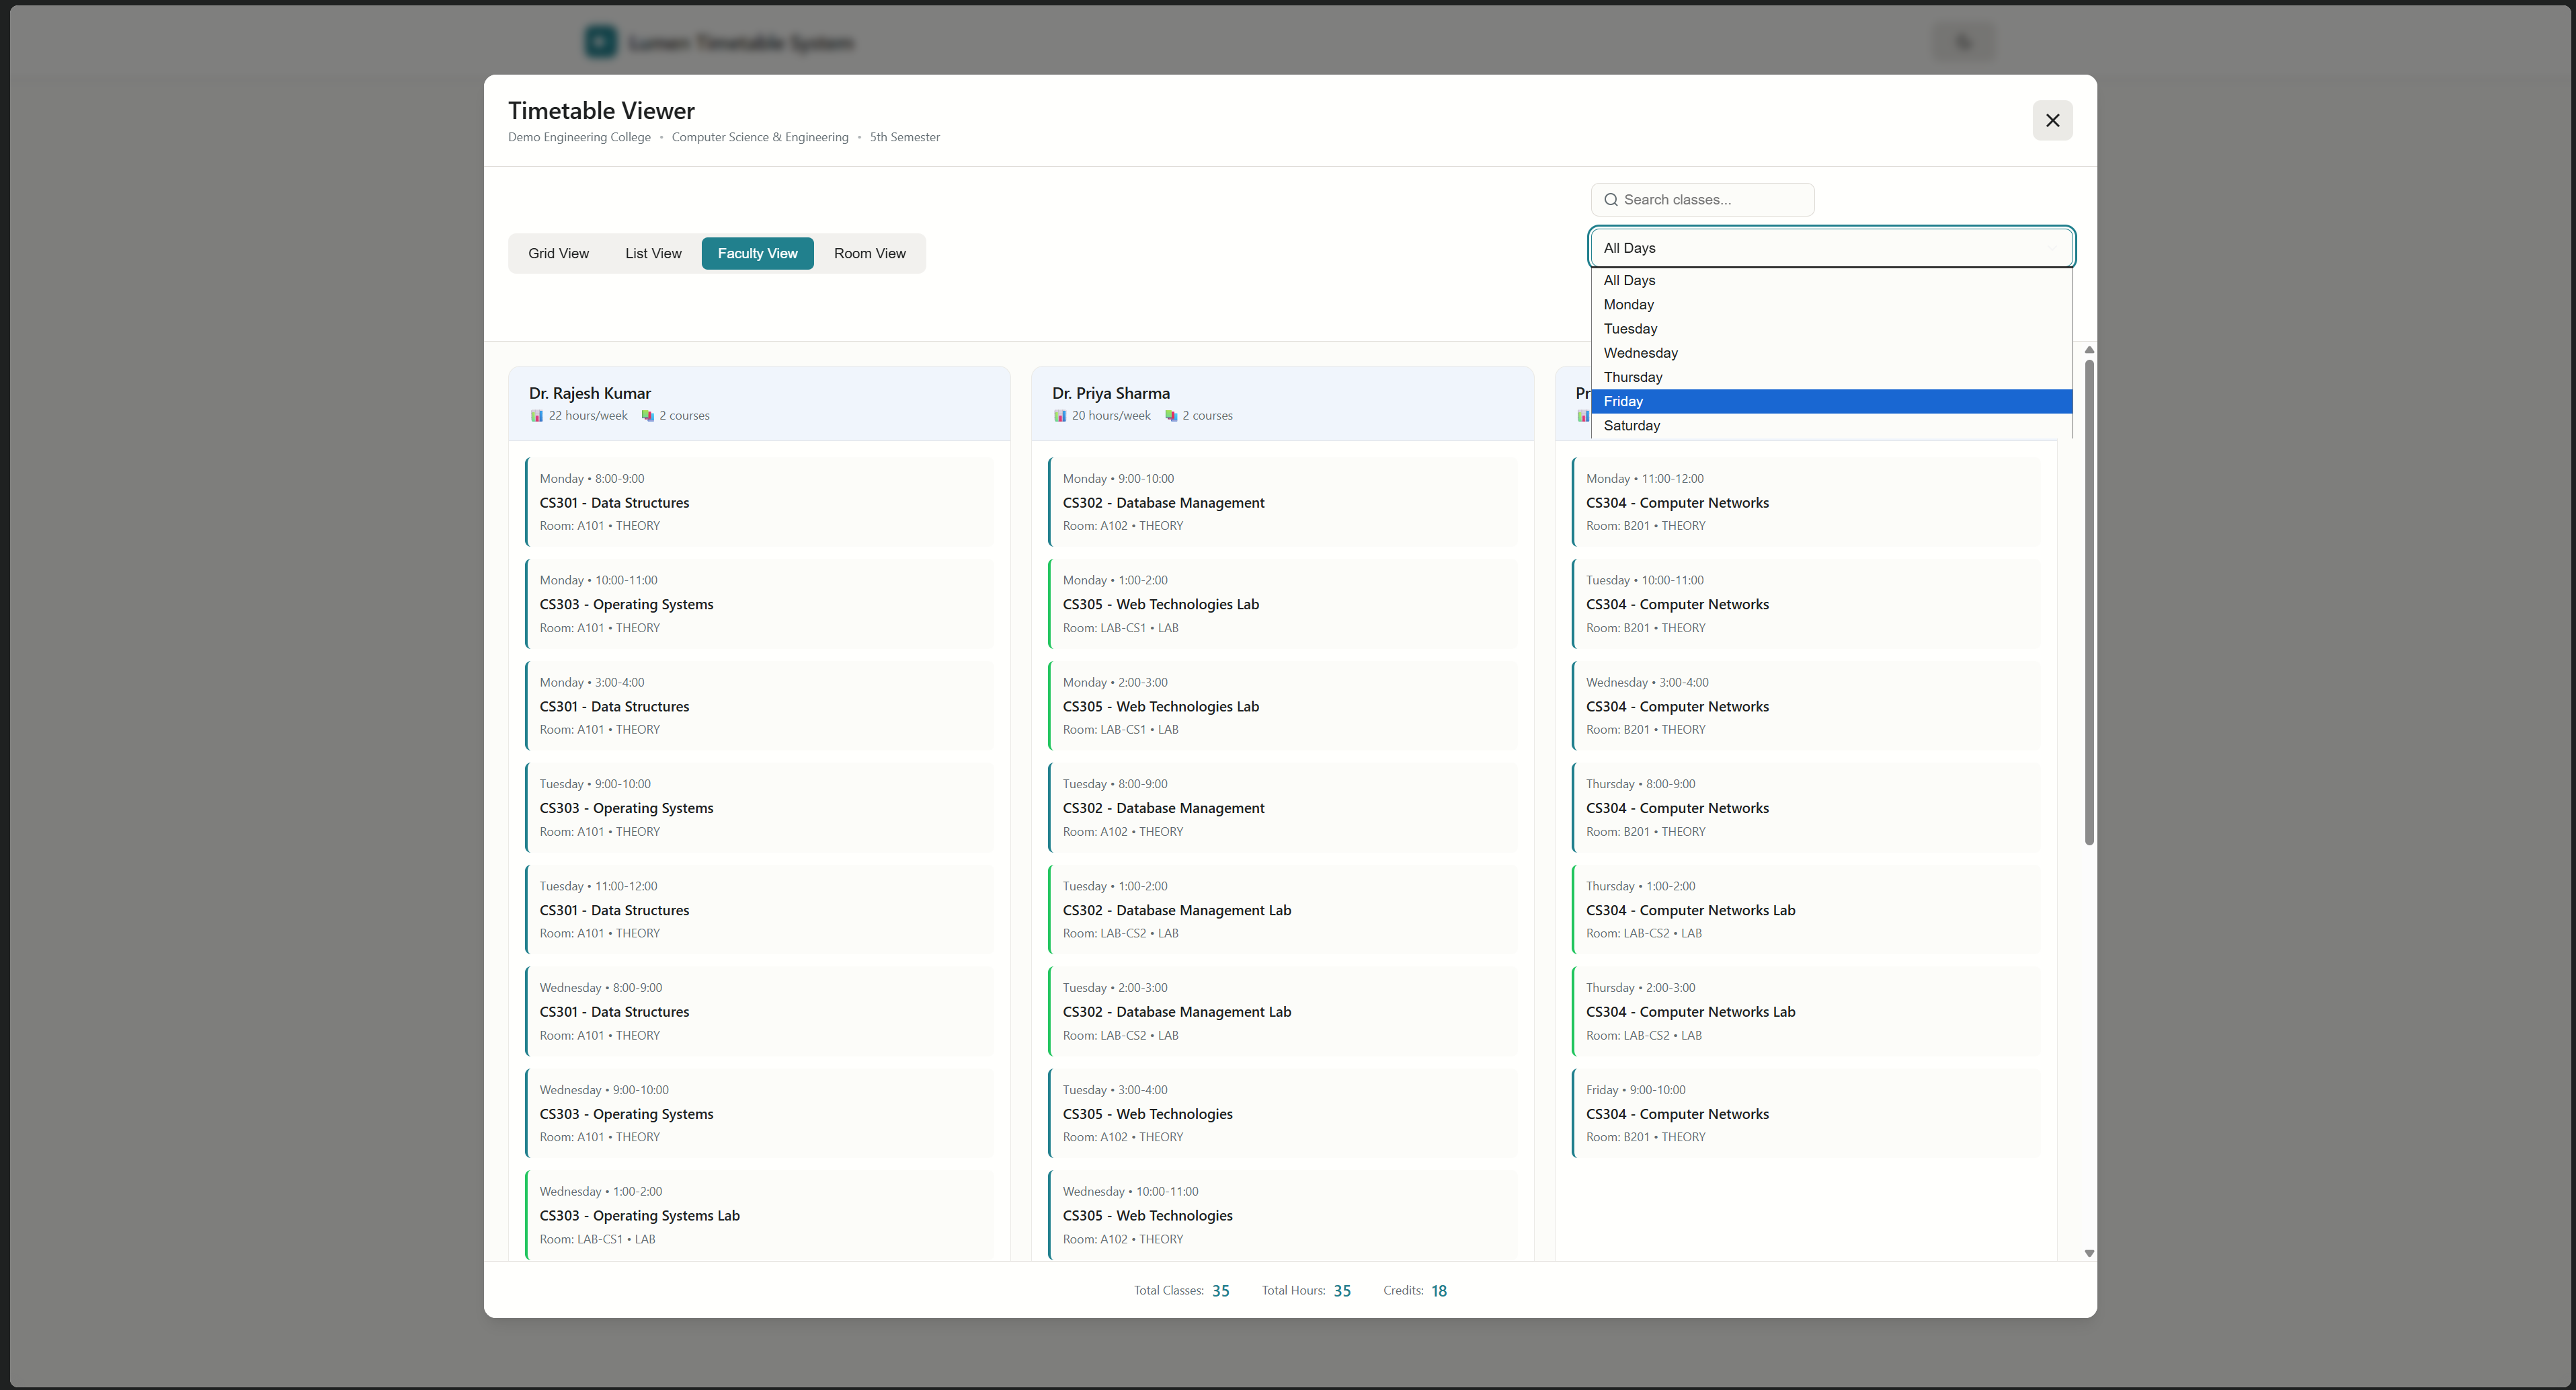 Lumen Timetable System
Timetable Viewer
Demo Engineering College • Computer Science & Engineering • 5th Semester
Search classes...
Grid View
List View
Faculty View
Room View
All Days
All Days
Monday
Tuesday
Wednesday
Thursday
Friday
Saturday
Dr. Rajesh Kumar
22 hours/week 2 courses
Monday • 8:00-9:00
CS301 - Data Structures
Room: A101 • THEORY
Monday • 10:00-11:00
CS303 - Operating Systems
Room: A101 • THEORY
Monday • 3:00-4:00
CS301 - Data Structures
Room: A101 • THEORY
Tuesday • 9:00-10:00
CS303 - Operating Systems
Room: A101 • THEORY
Tuesday • 11:00-12:00
CS301 - Data Structures
Room: A101 • THEORY
Wednesday • 8:00-9:00
CS301 - Data Structures
Room: A101 • THEORY
Wednesday • 9:00-10:00
CS303 - Operating Systems
Room: A101 • THEORY
Wednesday • 1:00-2:00
CS303 - Operating Systems Lab
Room: LAB-CS1 • LAB
Dr. Priya Sharma
20 hours/week 2 courses
Monday • 9:00-10:00
CS302 - Database Management
Room: A102 • THEORY
Monday • 1:00-2:00
CS305 - Web Technologies Lab
Room: LAB-CS1 • LAB
Monday • 2:00-3:00
CS305 - Web Technologies Lab
Room: LAB-CS1 • LAB
Tuesday • 8:00-9:00
CS302 - Database Management
Room: A102 • THEORY
Tuesday • 1:00-2:00
CS302 - Database Management Lab
Room: LAB-CS2 • LAB
Tuesday • 2:00-3:00
CS302 - Database Management Lab
Room: LAB-CS2 • LAB
Tuesday • 3:00-4:00
CS305 - Web Technologies
Room: A102 • THEORY
Wednesday • 10:00-11:00
CS305 - Web Technologies
Room: A102 • THEORY
Pr
Monday • 11:00-12:00
CS304 - Computer Networks
Room: B201 • THEORY
Tuesday • 10:00-11:00
CS304 - Computer Networks
Room: B201 • THEORY
Wednesday • 3:00-4:00
CS304 - Computer Networks
Room: B201 • THEORY
Thursday • 8:00-9:00
CS304 - Computer Networks
Room: B201 • THEORY
Thursday • 1:00-2:00
CS304 - Computer Networks Lab
Room: LAB-CS2 • LAB
Thursday • 2:00-3:00
CS304 - Computer Networks Lab
Room: LAB-CS2 • LAB
Friday • 9:00-10:00
CS304 - Computer Networks
Room: B201 • THEORY
Total Classes: 35 Total Hours: 35 Credits: 18